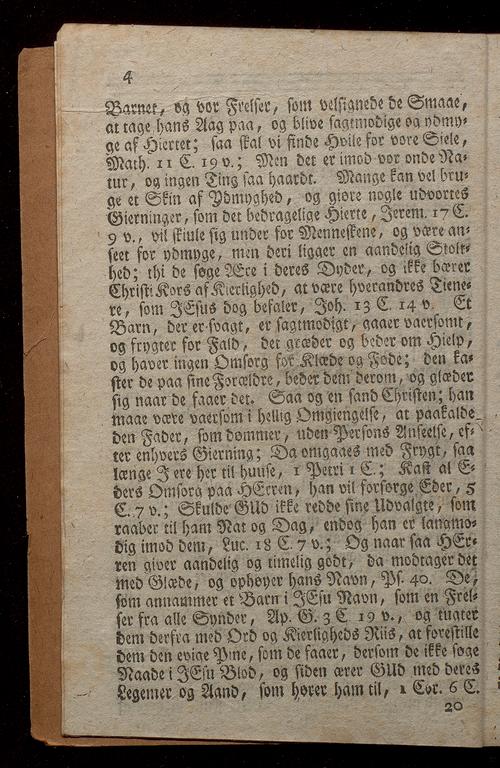 4
Barnet, og vor Frelser, som velsignede de Smaae,
at tage hans Aag paa, og blive sagtmodige og ydmy-
ge af Hiertet; saa skal vi finde Hvile for vore Siele,
Math. 11 C. 19 v.; Men det er imod vor onde Na-
tur, og ingen Ting saa haardt. Mange kan vel bru-
ge et Skin af Ydmyghed, og giøre nogle udvortes
Gierninger, som det bedragelige Hierte, Jerem. 17 C.
9 v., vil skiule sig under for Menneskene, og være an-
seet for ydmyge, men deri ligger en aandelig Stolt-
hed; thi de søge Ære i deres Dyder, og ikke bærer
Christi Kors af Kierlighed, at være hverandres Tiene-
re, som JEsus dog befaler, Joh. 13 C. 14 v. Et
Barn, der er svagt, er sagtmodigt, gaaer vaersomt,
og frygter for Fald, det græder og beder om Hielp,
og haver ingen Omsorg for Klæde og Føde; den ka-
ster de paa sine Forældre, beder dem derom, og glæder
sig naar de faaer det. Saa og en sand Christen; han
maae være vaersom i hellig Omgiengelse, at paakalde
den Fader, som dømmer, uden Persons Anseelse, ef-
ter enhvers Gierning; Da omgaaes med Frygt, saa
længe J ere her til huuse, 1 Petri 1 C.; Kast al E-
ders Omsorg paa HErren, han vil forsørge Eder, 5
C. 7 v.; Skulde GUd ikke redde sine Udvalgte, som
raaber til ham Nat og Dag, endog han er langmo-
dig imod dem, Luc. 18 C. 7 v.; Og naar saa HEr-
ren giver aandelig og timelig godt, da modtager det
med Glæde, og ophøyer hans Navn, Ps. 40. De,
som annammer et Barn i JEsu Navn, som en Frel-
ser fra alle Synder, Ap. G. 3 C. 19 v., og tugter
dem derfra med Ord og Kierligheds Riis, at forestille
dem den evige Pine, som de faaer, dersom de ikke søge
Naade i JEsu Blod, og siden ærer GUd med deres
Legemer og Aand, som hører ham til, 1 Cor. 6 C.
20